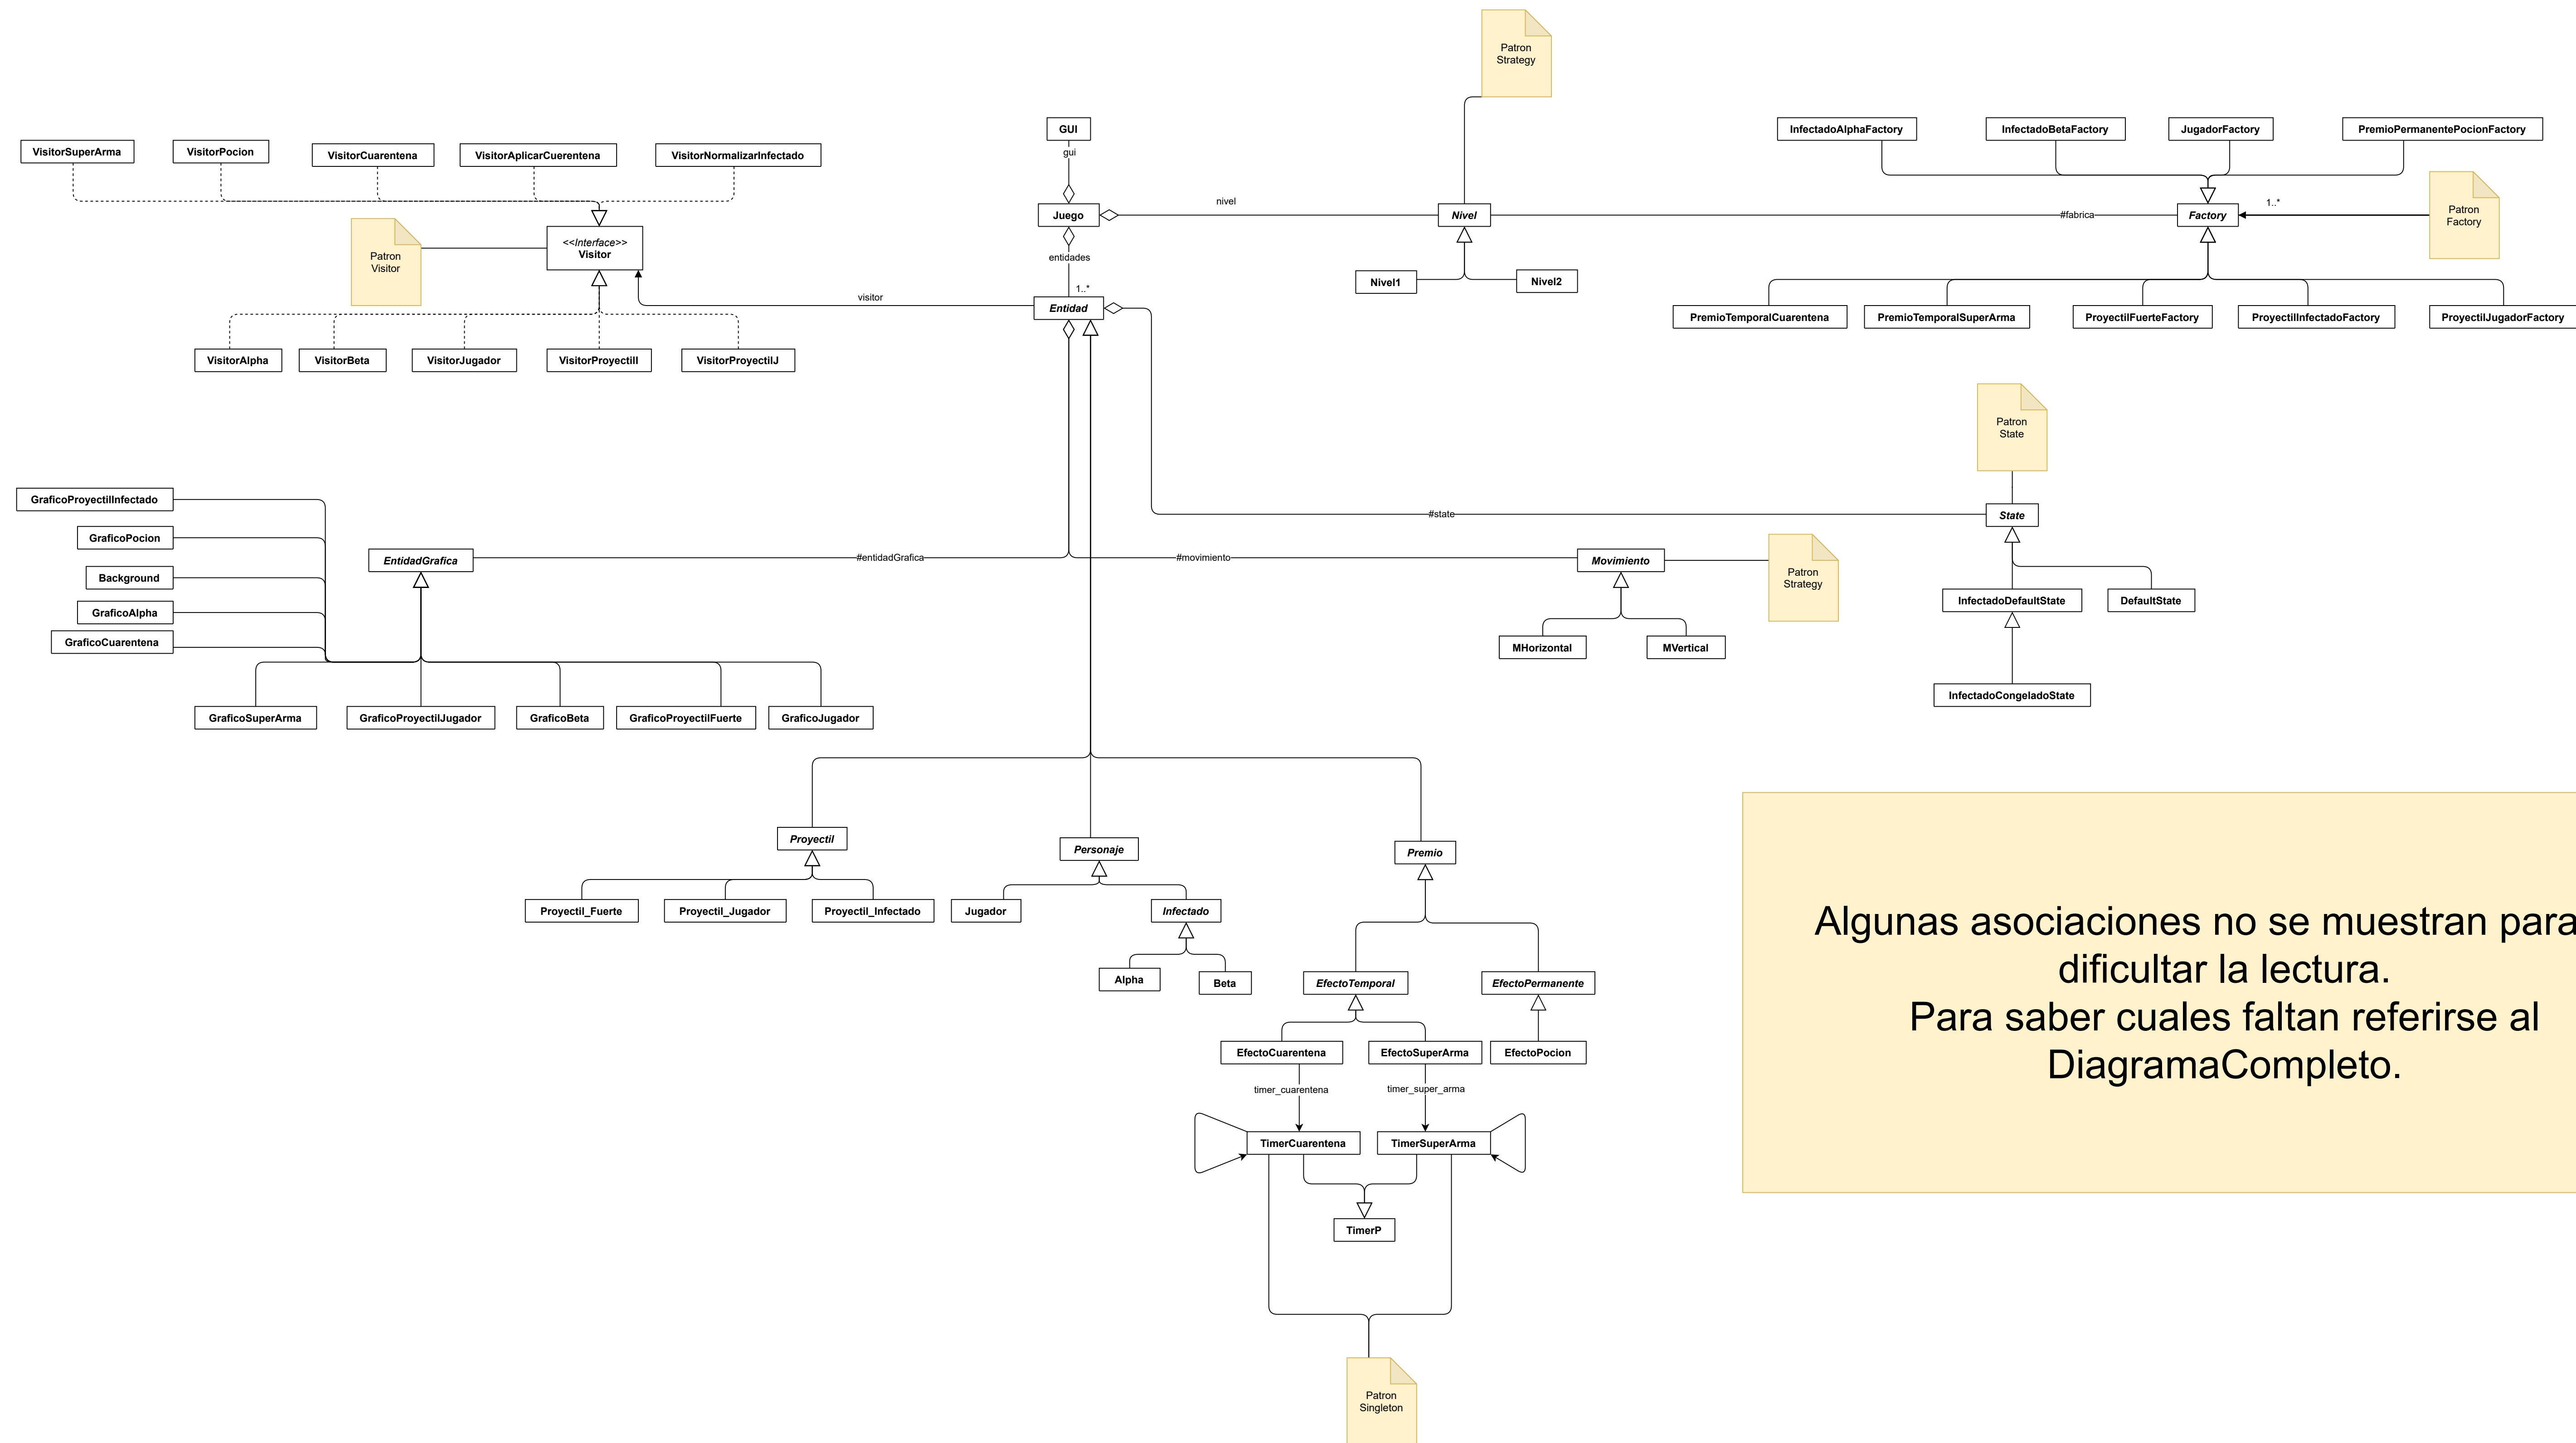 Patron
Strategy
GUI
gui
InfectadoAlphaFactory
InfectadoBetaFactory
JugadorFactory
PremioPermanentePocionFactory
VisitorSuperArma
VisitorPocion
VisitorCuarentena
VisitorAplicarCuerentena
VisitorNormalizarInfectado
nivel
1..*
Juego
Nivel
#fabrica
Factory
Patron
Factory
<<Interface>>
Visitor
Patron
Visitor
entidades
1..*
Nivel1
Nivel2
visitor
Entidad
PremioTemporalCuarentena
PremioTemporalSuperArma
ProyectilFuerteFactory
ProyectilInfectadoFactory
ProyectilJugadorFactory
VisitorAlpha
VisitorBeta
VisitorJugador
VisitorProyectilI
VisitorProyectilJ
Patron
State
GraficoProyectilInfectado
#state
State
GraficoPocion
EntidadGrafica
#entidadGrafica
#movimiento
Movimiento
Patron
Strategy
Background
GraficoAlpha
GraficoCuarentena
InfectadoDefaultState
DefaultState
MHorizontal
MVertical
InfectadoCongeladoState
GraficoSuperArma
GraficoProyectilJugador
GraficoBeta
GraficoProyectilFuerte
GraficoJugador
Proyectil
Personaje
Premio
Proyectil_Fuerte
Proyectil_Jugador
Proyectil_Infectado
Jugador
Infectado
Alpha
Beta
EfectoTemporal
EfectoPermanente
EfectoCuarentena
EfectoSuperArma
EfectoPocion
timer_cuarentena
timer_super_arma
TimerCuarentena
TimerSuperArma
TimerP
Patron
Singleton
Algunas asociaciones no se muestran para
dificultar la lectura.
Para saber cuales faltan referirse al
DiagramaCompleto.